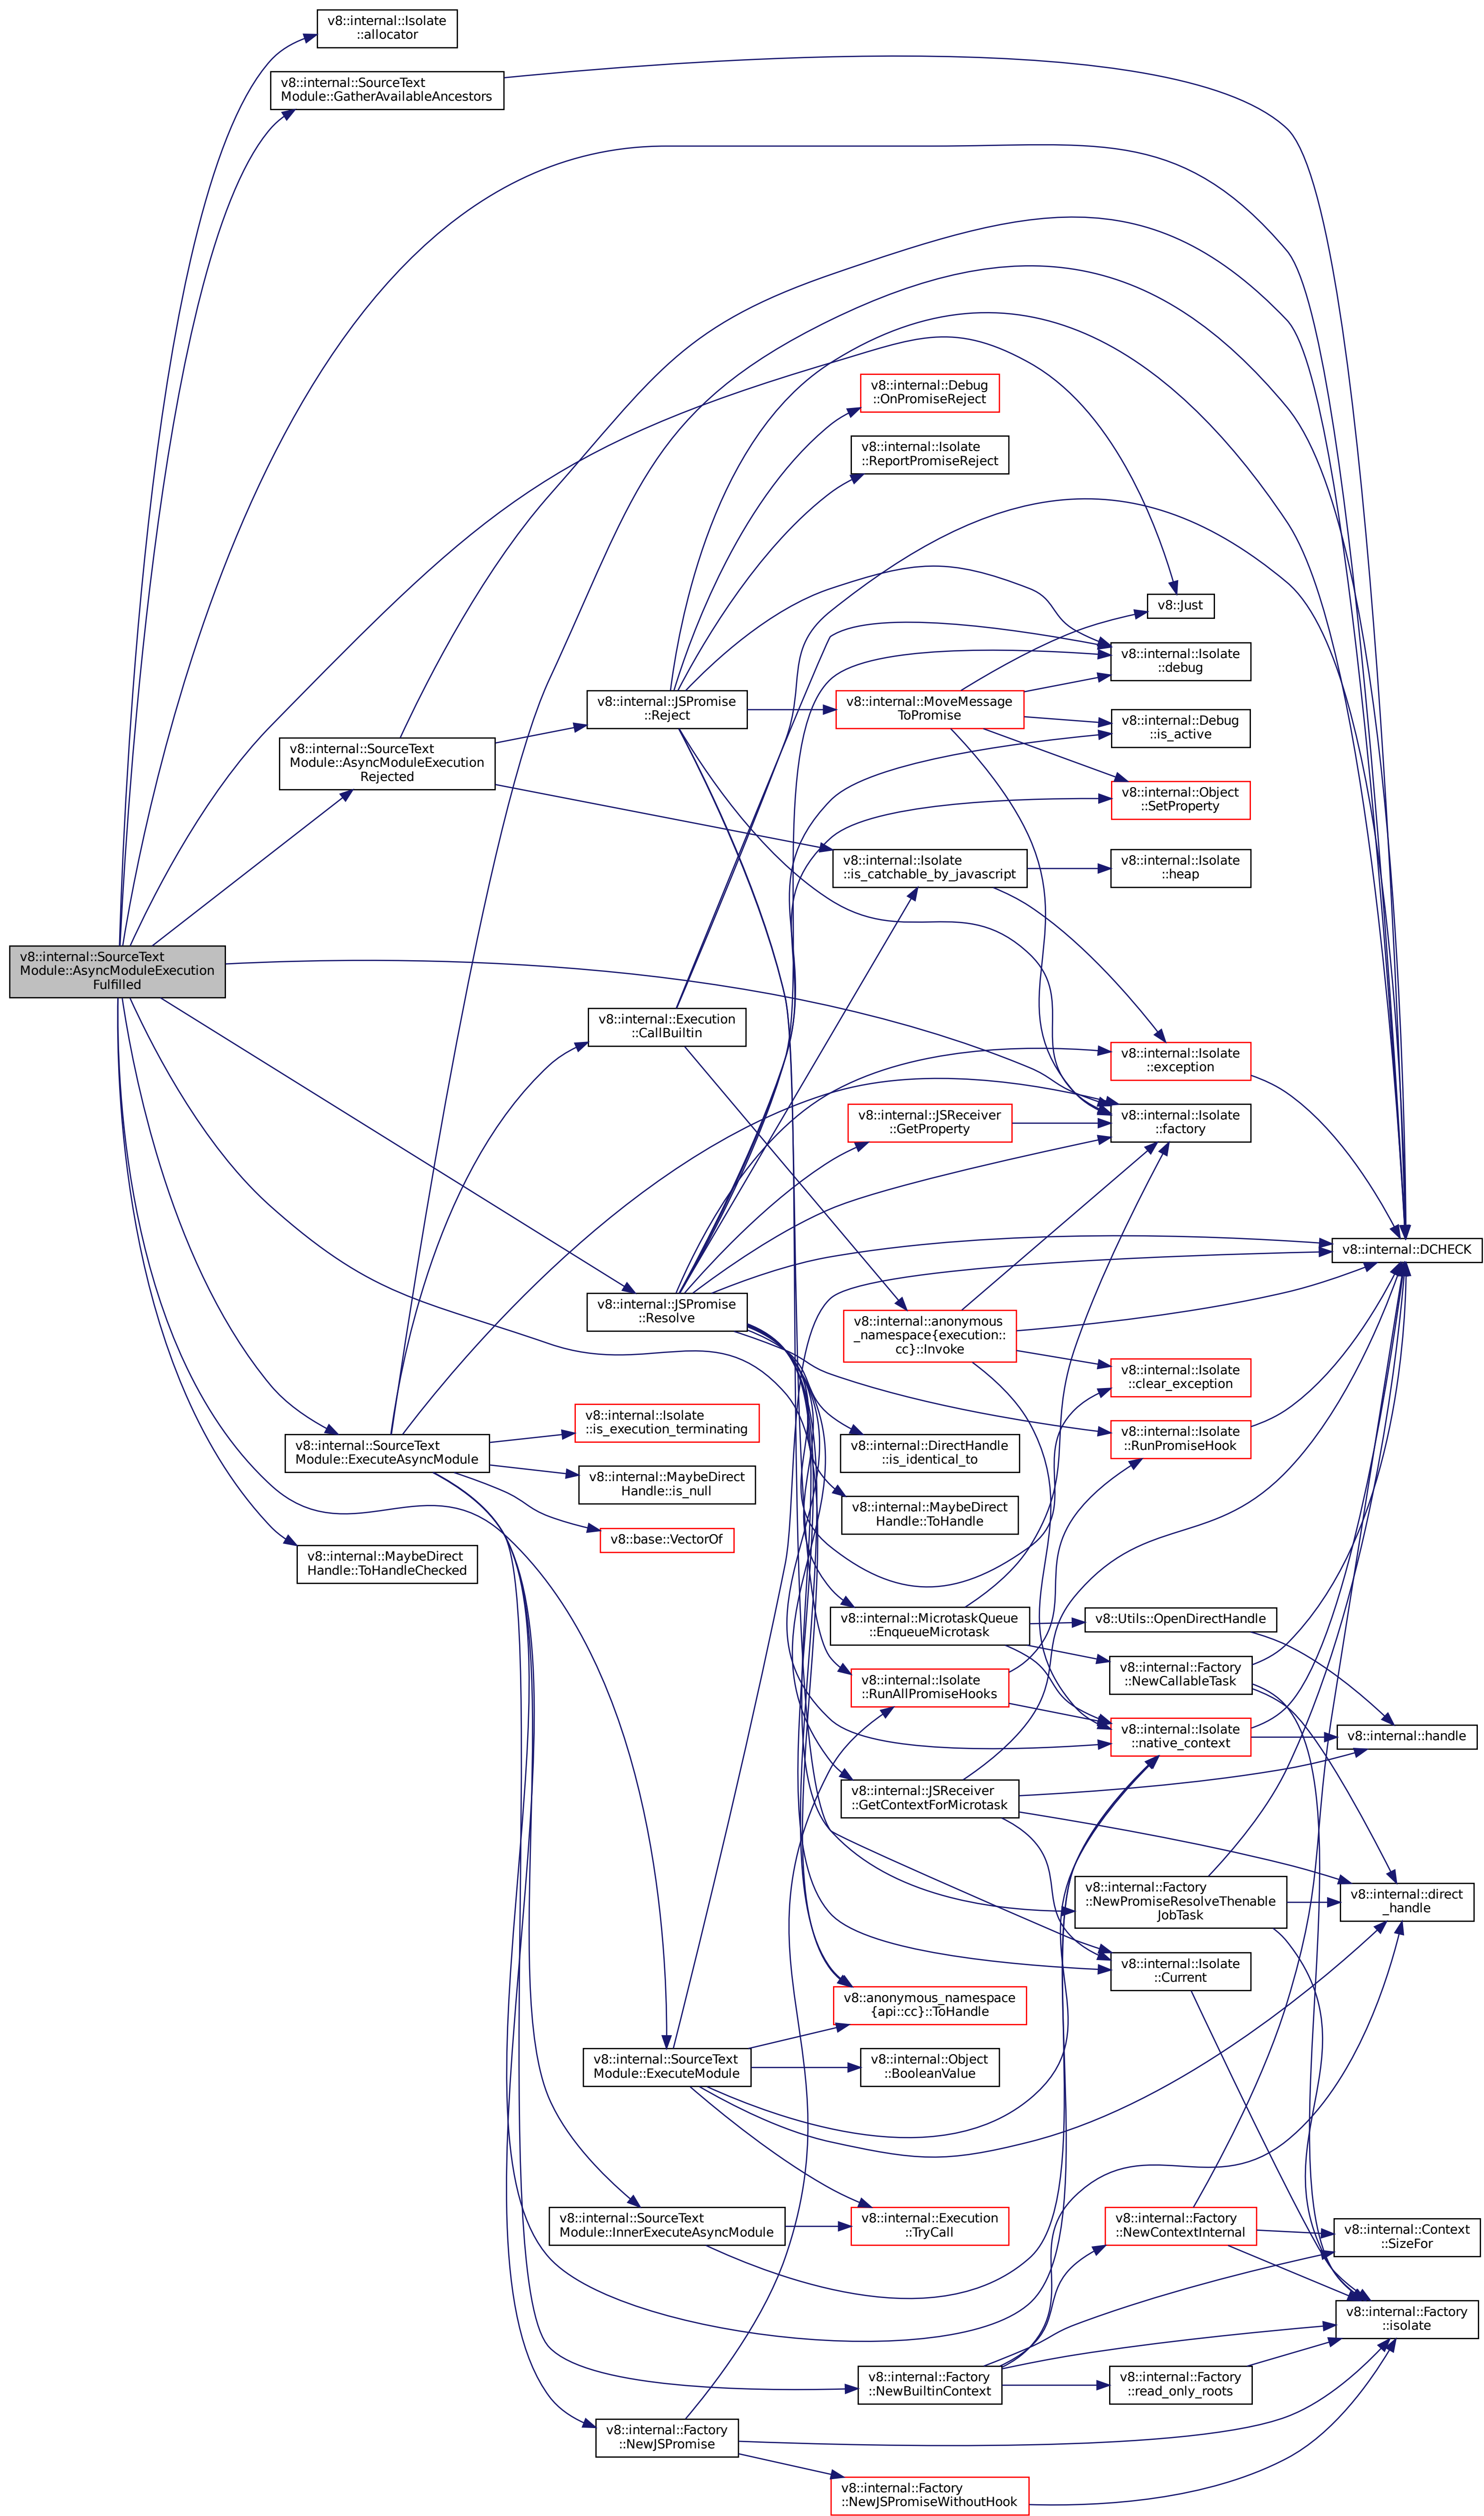 v8::internal::Isolate
::allocator
v8::internal::SourceText
Module::GatherAvailableAncestors
v8::internal::Debug
::OnPromiseReject
v8::internal::Isolate
::ReportPromiseReject
v8::Just
v8::internal::Isolate
::debug
v8::internal::JSPromise
::Reject
v8::internal::MoveMessage
ToPromise
v8::internal::Debug
::is_active
v8::internal::SourceText
Module::AsyncModuleExecution
Rejected
v8::internal::Object
::SetProperty
v8::internal::Isolate
::is_catchable_by_javascript
v8::internal::Isolate
::heap
v8::internal::SourceText
Module::AsyncModuleExecution
Fulfilled
v8::internal::Execution
::CallBuiltin
v8::internal::Isolate
::exception
v8::internal::JSReceiver
::GetProperty
v8::internal::Isolate
::factory
v8::internal::DCHECK
v8::internal::JSPromise
::Resolve
v8::internal::anonymous
_namespace{execution::
cc}::Invoke
v8::internal::Isolate
::clear_exception
v8::internal::Isolate
::is_execution_terminating
v8::internal::Isolate
::RunPromiseHook
v8::internal::SourceText
Module::ExecuteAsyncModule
v8::internal::DirectHandle
::is_identical_to
v8::internal::MaybeDirect
Handle::is_null
v8::internal::MaybeDirect
Handle::ToHandle
v8::base::VectorOf
v8::internal::MaybeDirect
Handle::ToHandleChecked
v8::internal::MicrotaskQueue
::EnqueueMicrotask
v8::Utils::OpenDirectHandle
v8::internal::Factory
::NewCallableTask
v8::internal::Isolate
::RunAllPromiseHooks
v8::internal::Isolate
::native_context
v8::internal::handle
v8::internal::JSReceiver
::GetContextForMicrotask
v8::internal::Factory
::NewPromiseResolveThenable
JobTask
v8::internal::direct
_handle
v8::internal::Isolate
::Current
v8::anonymous_namespace
{api::cc}::ToHandle
v8::internal::SourceText
Module::ExecuteModule
v8::internal::Object
::BooleanValue
v8::internal::SourceText
Module::InnerExecuteAsyncModule
v8::internal::Execution
::TryCall
v8::internal::Factory
::NewContextInternal
v8::internal::Context
::SizeFor
v8::internal::Factory
::isolate
v8::internal::Factory
::NewBuiltinContext
v8::internal::Factory
::read_only_roots
v8::internal::Factory
::NewJSPromise
v8::internal::Factory
::NewJSPromiseWithoutHook